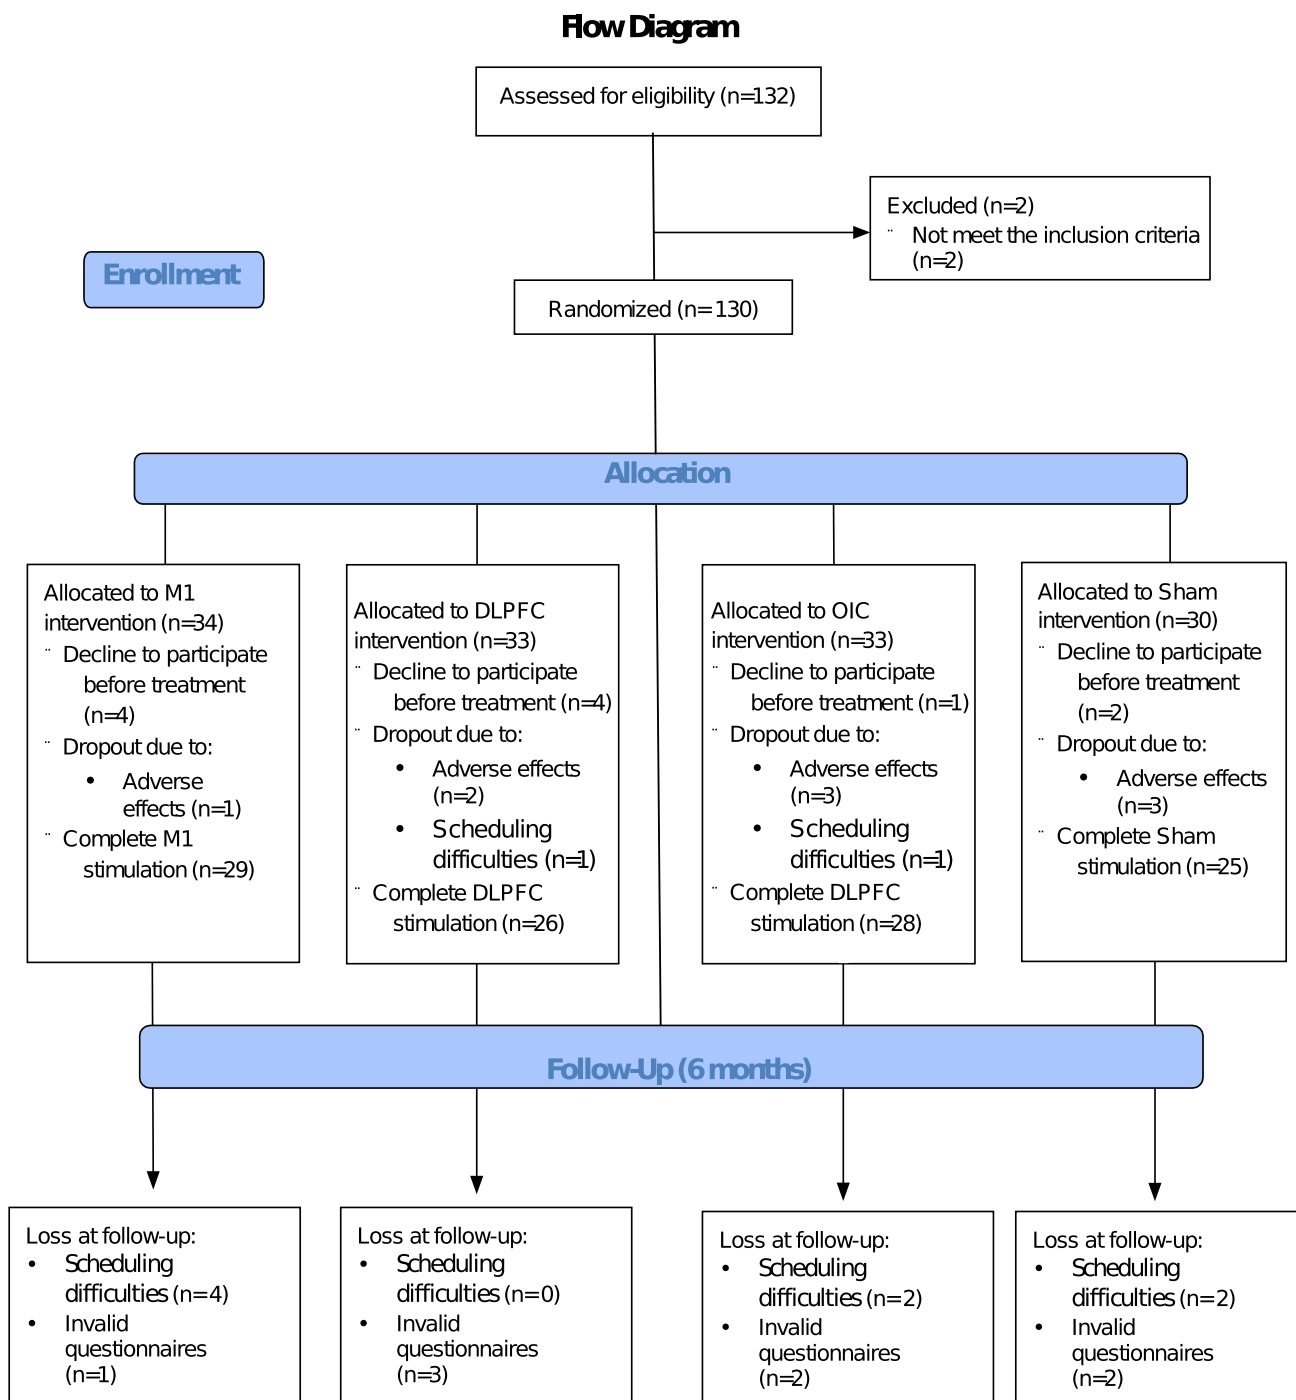 Flow Diagram
Assessed for eligibility (n=132)
Excluded (n=2)
¨ Not meet the inclusion criteria
(n=2)
Enrollment
Randomized (n= 130)
Allocation
Allocated to M1
intervention (n=34)
¨ Decline to participate
before treatment
(n=4)
¨ Dropout due to:
• Adverse
effects (n=1)
¨ Complete M1
stimulation (n=29)
Allocated to DLPFC
intervention (n=33)
¨ Decline to participate
before treatment (n=4)
¨ Dropout due to:
• Adverse effects
(n=2)
• Scheduling
difficulties (n=1)
¨ Complete DLPFC
stimulation (n=26)
Allocated to OIC
intervention (n=33)
¨ Decline to participate
before treatment (n=1)
¨ Dropout due to:
• Adverse effects
(n=3)
• Scheduling
difficulties (n=1)
¨ Complete DLPFC
stimulation (n=28)
Allocated to Sham
intervention (n=30)
¨ Decline to participate
before treatment
(n=2)
¨ Dropout due to:
• Adverse effects
(n=3)
¨ Complete Sham
stimulation (n=25)
Follow-Up (6 months)
Loss at follow-up:
• Scheduling
difficulties (n= 4)
• Invalid
questionnaires
(n=1)
Loss at follow-up:
• Scheduling
difficulties (n= 0)
• Invalid
questionnaires
(n=3)
Loss at follow-up:
• Scheduling
difficulties (n= 2)
• Invalid
questionnaires
(n=2)
Loss at follow-up:
• Scheduling
difficulties (n= 2)
• Invalid
questionnaires
(n=2)